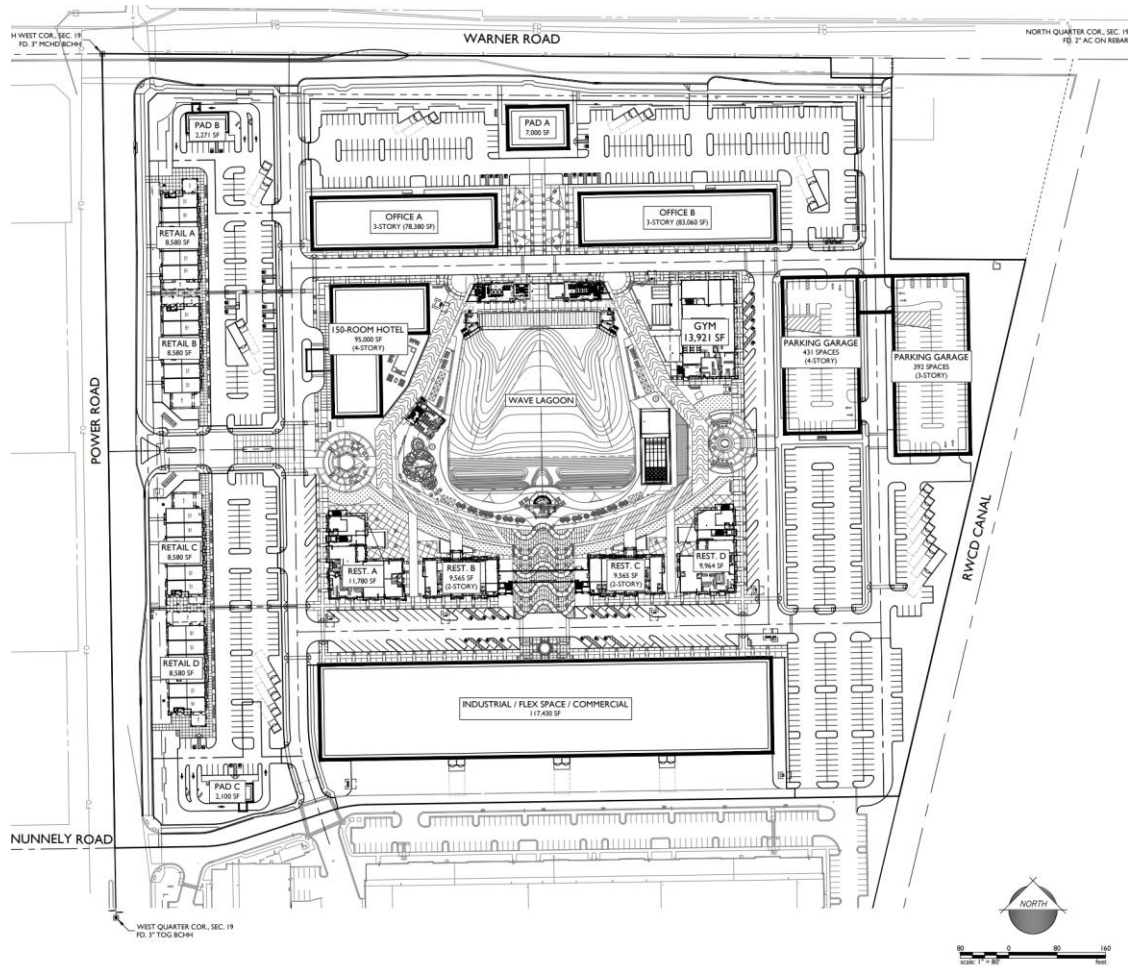 WARNER ROAD
H WEST COR., SEC. 19
FD. 3" MCHD BCHH
NORTH QUARTER COR., SEC. 19
FD. 2" AC ON REBAR
PAD B
2,271 SF
PAD A
7,000 SF
OFFICE A
3-STORY (78,380 SF)
OFFICE B
3-STORY (83,060 SF)
RETAIL A
8,580 SF
RETAIL B
8,580 SF
150-ROOM HOTEL
95,000 SF
(4-STORY)
GYM
13,921 SF
PARKING GARAGE
431 SPACES
(4-STORY)
PARKING GARAGE
392 SPACES
(3-STORY)
WAVE LAGOON
POWER ROAD
RWCD CANAL
RETAIL C
8,580 SF
REST. A
11,780 SF
REST. B
9,565 SF
(2-STORY)
REST. C
9,565 SF
(2-STORY)
REST. D
9,964 SF
RETAIL D
8,580 SF
INDUSTRIAL / FLEX SPACE / COMMERCIAL
117,430 SF
PAD C
2,100 SF
NUNNELY ROAD
WEST QUARTER COR., SEC. 19
FD. 3" TOG BCHH
NORTH
80 0 80 160
scale: 1" = 80' feet